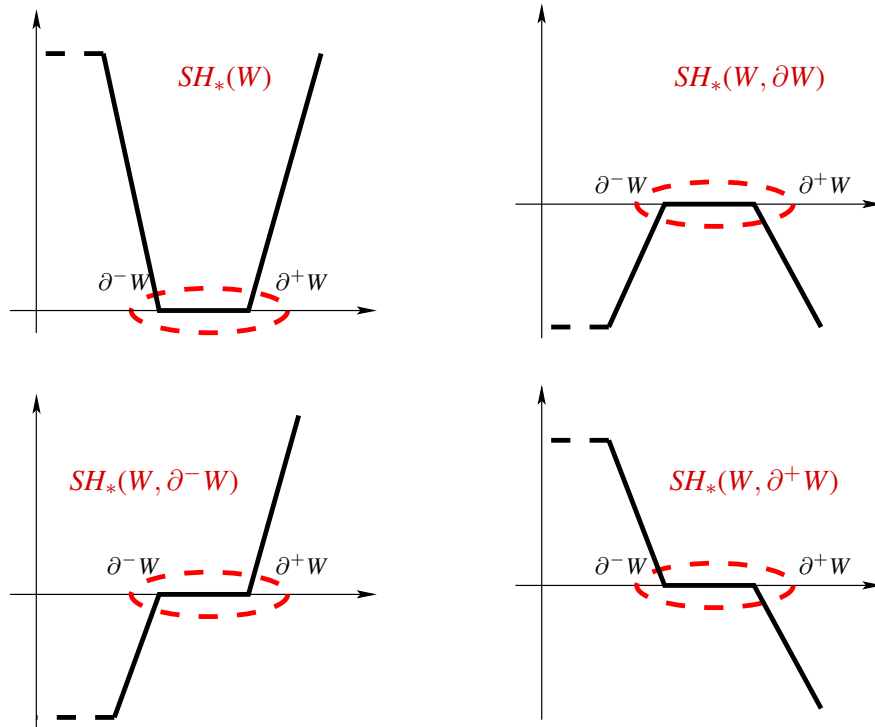 SH∗(W)
∂⁻W ∂⁺W
SH∗(W, ∂W)
∂⁻W ∂⁺W
SH∗(W, ∂⁻W)
∂⁻W ∂⁺W
SH∗(W, ∂⁺W)
∂⁻W ∂⁺W